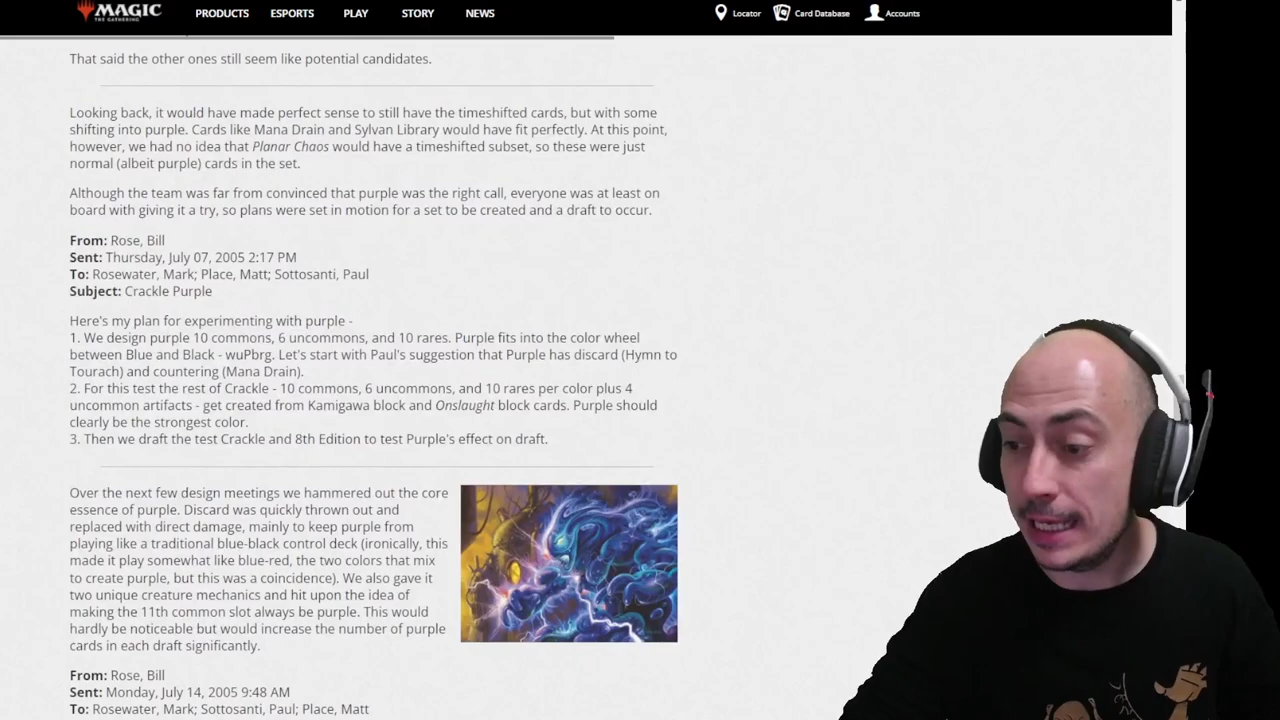 MAGIC
THE GATHERING
PRODUCTS ESPORTS PLAY STORY NEWS Locator Card Database Accounts
That said the other ones still seem like potential candidates.
Looking back, it would have made perfect sense to still have the timeshifted cards, but with some
shifting into purple. Cards like Mana Drain and Sylvan Library would have fit perfectly. At this point,
however, we had no idea that Planar Chaos would have a timeshifted subset, so these were just
normal (albeit purple) cards in the set.
Although the team was far from convinced that purple was the right call, everyone was at least on
board with giving it a try, so plans were set in motion for a set to be created and a draft to occur.
From: Rose, Bill
Sent: Thursday, July 07, 2005 2:17 PM
To: Rosewater, Mark; Place, Matt; Sottosanti, Paul
Subject: Crackle Purple
Here's my plan for experimenting with purple -
1. We design purple 10 commons, 6 uncommons, and 10 rares. Purple fits into the color wheel
between Blue and Black - wuPbrg. Let's start with Paul's suggestion that Purple has discard (Hymn to
Tourach) and countering (Mana Drain).
2. For this test the rest of Crackle - 10 commons, 6 uncommons, and 10 rares per color plus 4
uncommon artifacts - get created from Kamigawa block and Onslaught block cards. Purple should
clearly be the strongest color.
3. Then we draft the test Crackle and 8th Edition to test Purple's effect on draft.
Over the next few design meetings we hammered out the core
essence of purple. Discard was quickly thrown out and
replaced with direct damage, mainly to keep purple from
playing like a traditional blue-black control deck (ironically, this
made it play somewhat like blue-red, the two colors that mix
to create purple, but this was a coincidence). We also gave it
two unique creature mechanics and hit upon the idea of
making the 11th common slot always be purple. This would
hardly be noticeable but would increase the number of purple
cards in each draft significantly.
From: Rose, Bill
Sent: Monday, July 14, 2005 9:48 AM
To: Rosewater, Mark; Sottosanti, Paul; Place, Matt